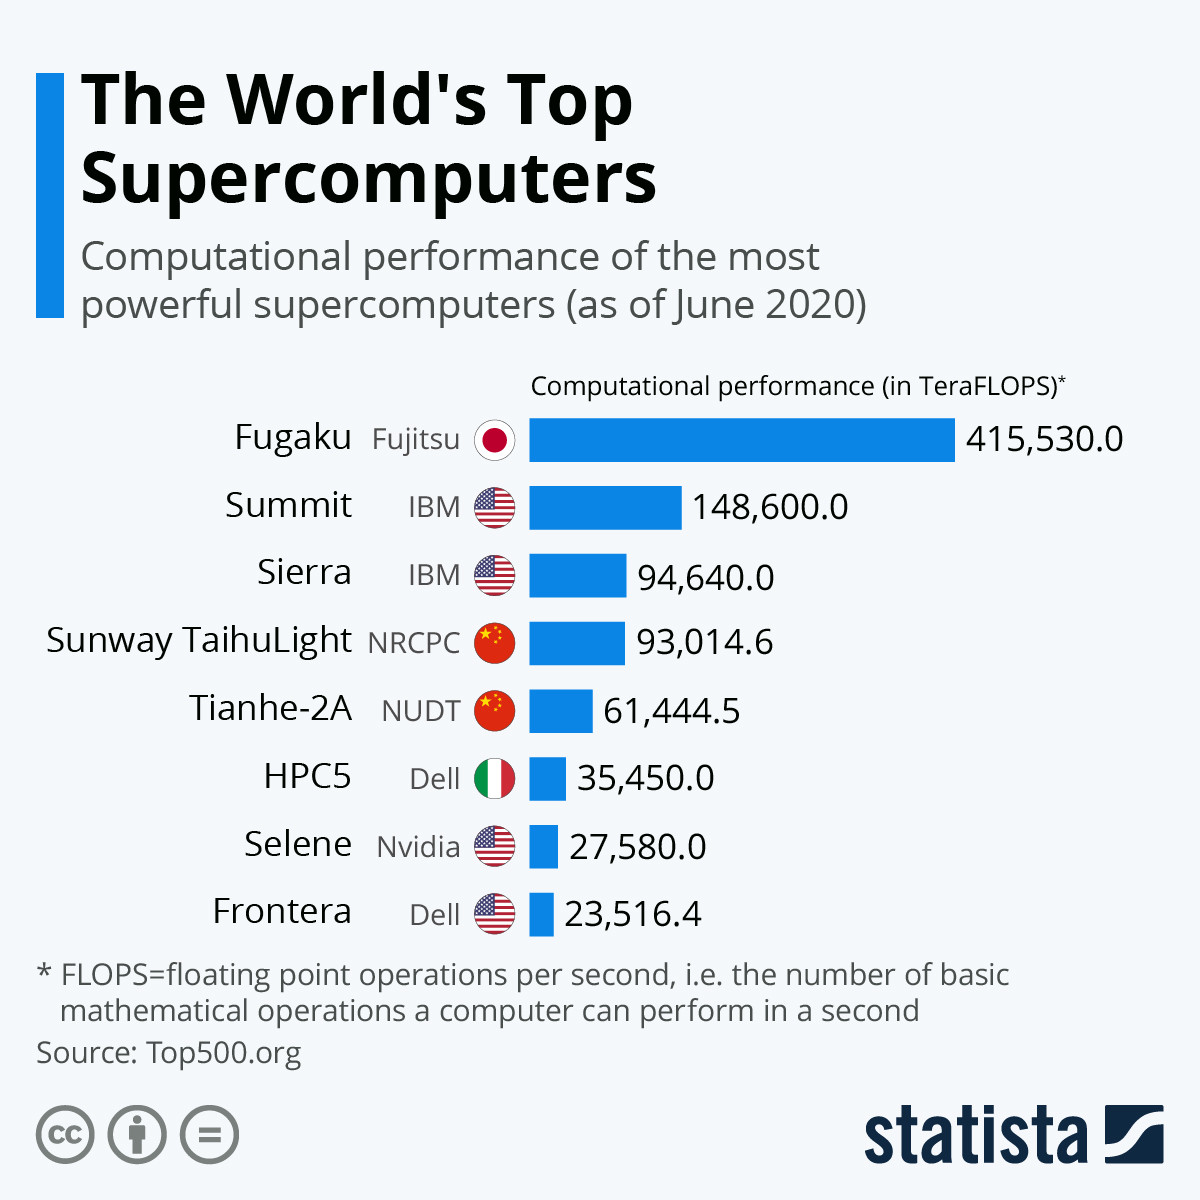 The World's Top
Supercomputers
Computational performance of the most
powerful supercomputers (as of June 2020)
Computational performance (in TeraFLOPS)*
Fugaku Fujitsu 415,530.0
Summit IBM 148,600.0
Sierra IBM 94,640.0
Sunway TaihuLight NRCPC 93,014.6
Tianhe-2A NUDT 61,444.5
HPC5 Dell 35,450.0
Selene Nvidia 27,580.0
Frontera Dell 23,516.4
* FLOPS=floating point operations per second, i.e. the number of basic
mathematical operations a computer can perform in a second
Source: Top500.org
cc = statista